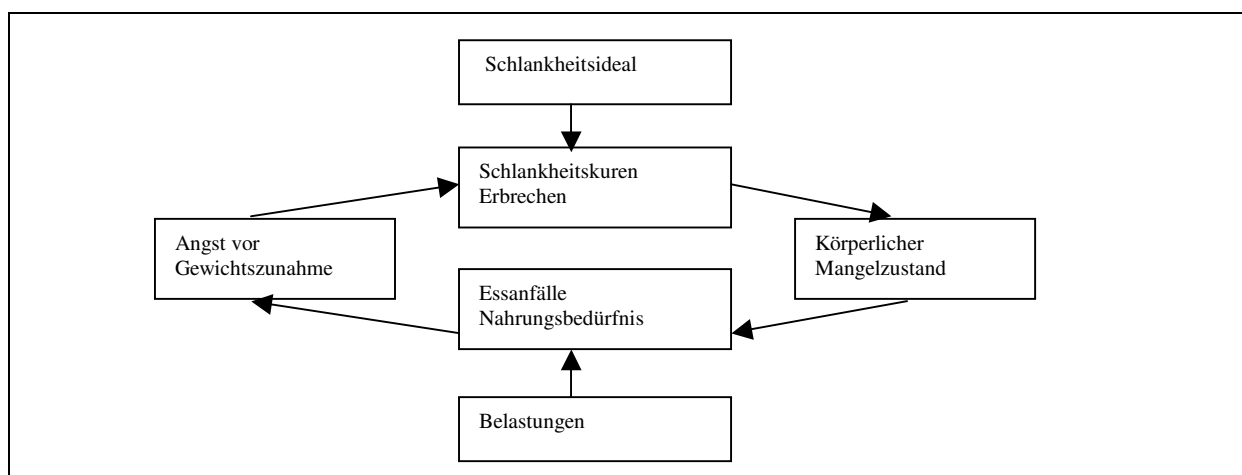 Schlankheitsideal
Schlankheitskuren
Erbrechen
Angst vor
Gewichtszunahme
Körperlicher
Mangelzustand
Essanfälle
Nahrungsbedürfnis
Belastungen